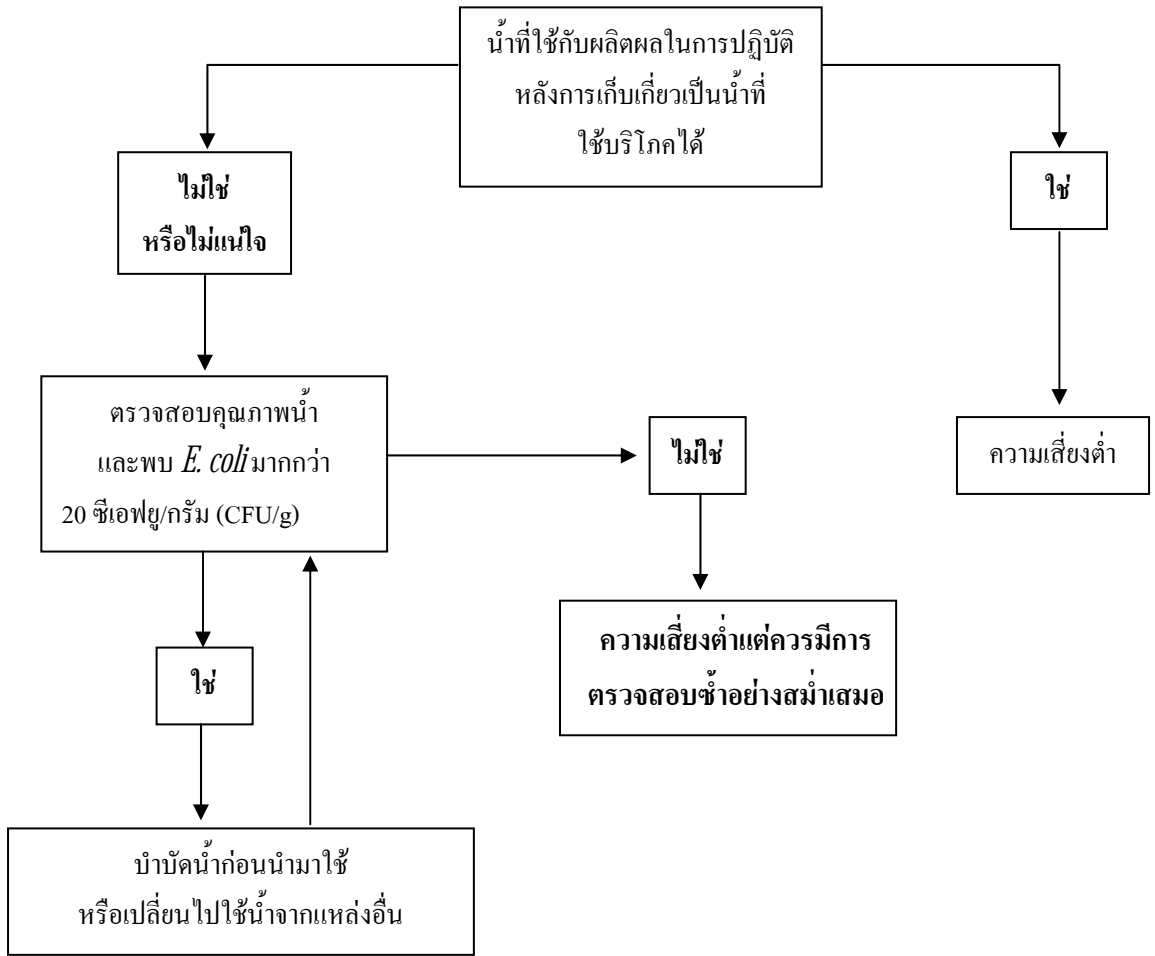 น้ำที่ใช้กับผลิตผลในการปฏิบัติ
หลังการเก็บเกี่ยวเป็นน้ำที่
ใช้บริโภคได้
ไม่ใช่
หรือไม่แน่ใจ
ใช่
ตรวจสอบคุณภาพน้ำ
และพบ E. coli มากกว่า
20 ซีเอฟยู/กรัม (CFU/g)
ไม่ใช่
ความเสี่ยงต่ำ
ความเสี่ยงต่ำแต่ควรมีการ
ตรวจสอบซ้ำอย่างสม่ำเสมอ
ใช่
บำบัดน้ำก่อนนำมาใช้
หรือเปลี่ยนไปใช้น้ำจากแหล่งอื่น